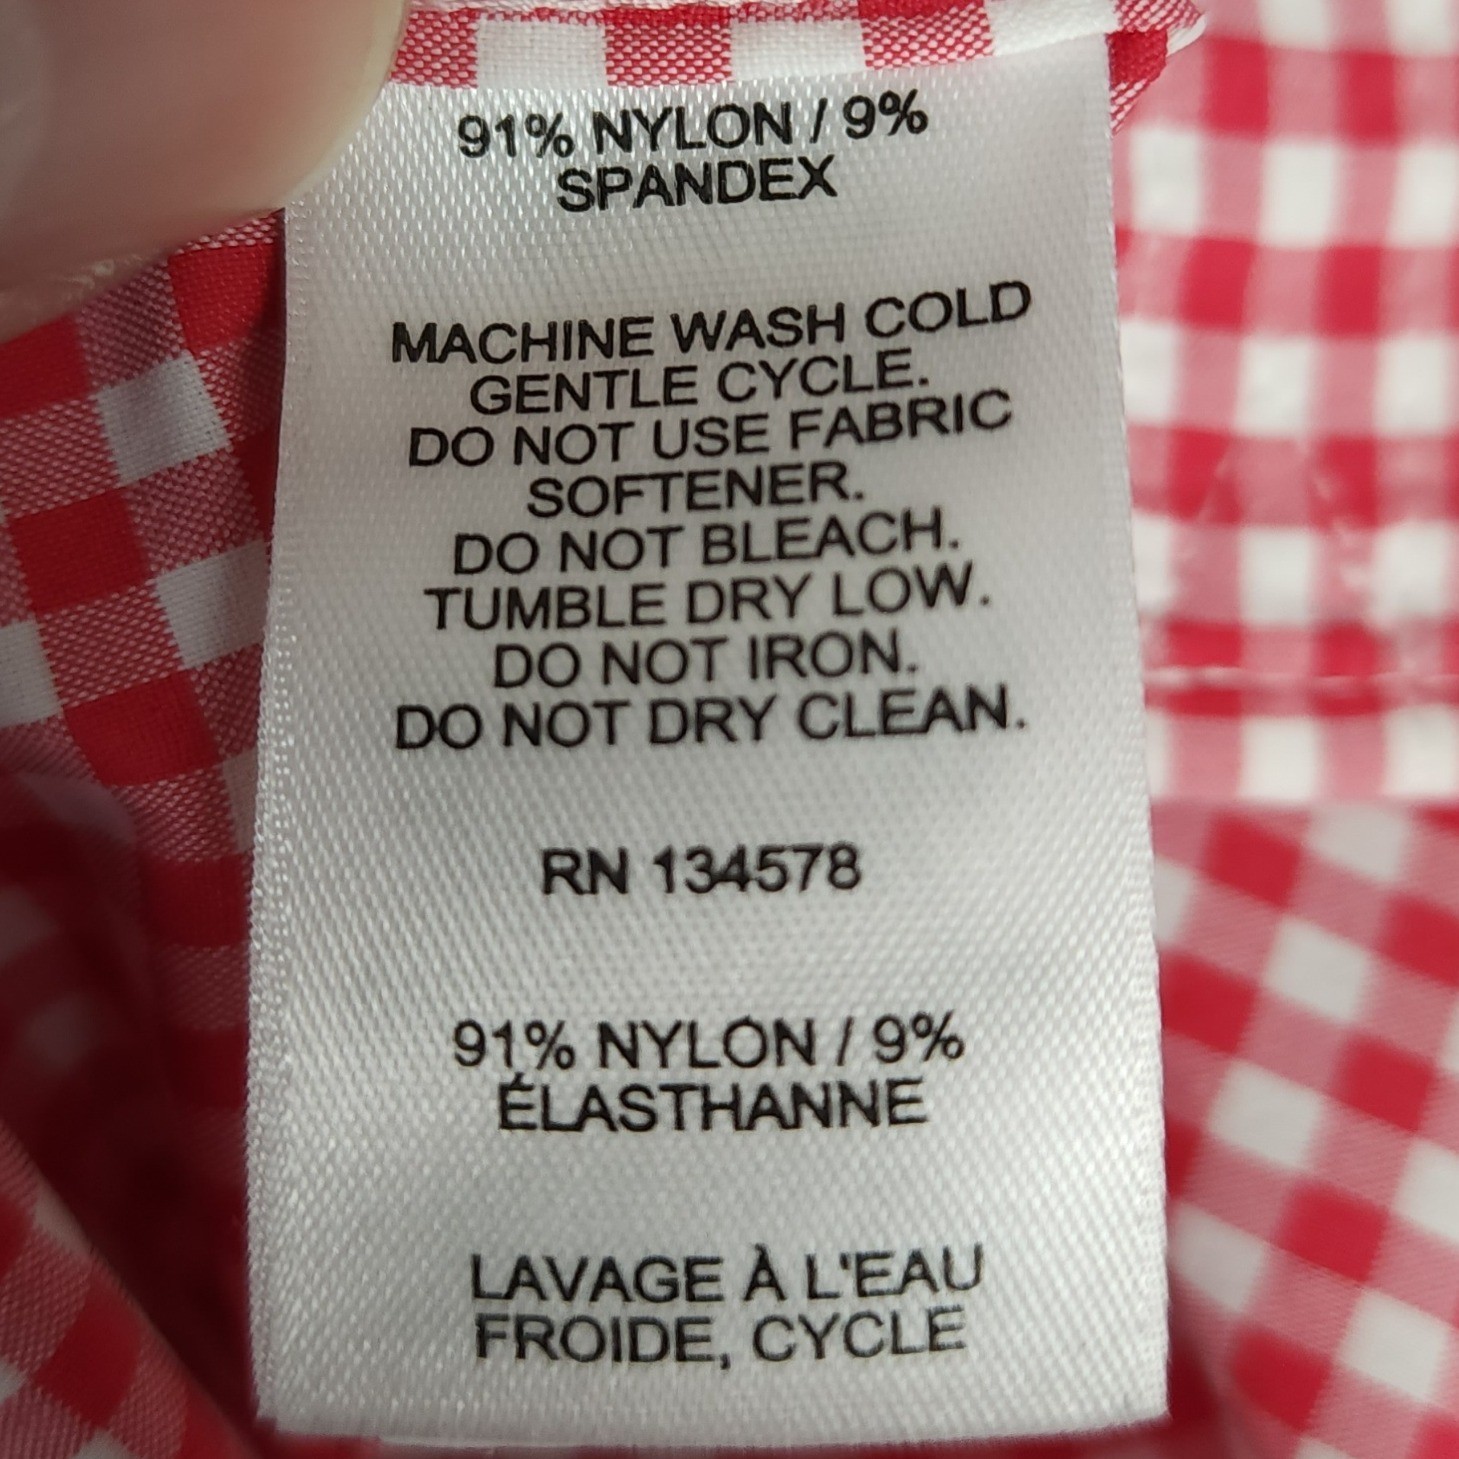 91% NYLON / 9%
SPANDEX
MACHINE WASH COLD
GENTLE CYCLE.
DO NOT USE FABRIC
SOFTENER.
DO NOT BLEACH.
TUMBLE DRY LOW.
DO NOT IRON.
DO NOT DRY CLEAN.
RN 134578
91% NYLON / 9%
ÉLASTHANNE
LAVAGE À L'EAU
FROIDE, CYCLE